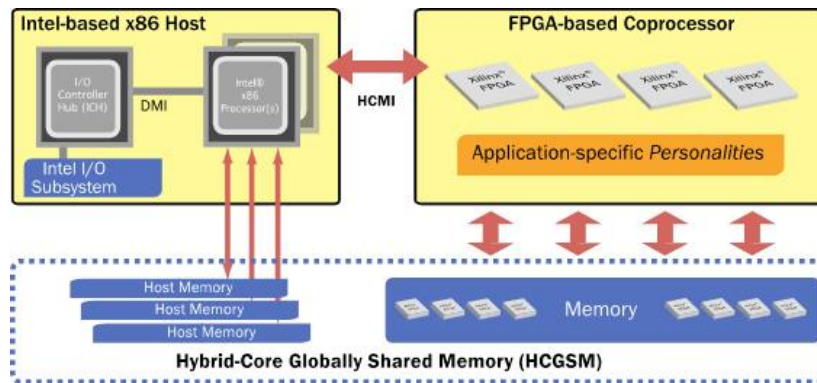 Intel-based x86 Host
I/O
Controller
Hub (ICH)
DMI
Intel®
x86
Processor(s)
Intel I/O
Subsystem
HCMI
FPGA-based Coprocessor
Xilinx®
FPGA
Xilinx®
FPGA
Xilinx®
FPGA
Xilinx®
FPGA
Application-specific Personalities
Host Memory
Host Memory
Host Memory
Memory
Hybrid-Core Globally Shared Memory (HCGSM)